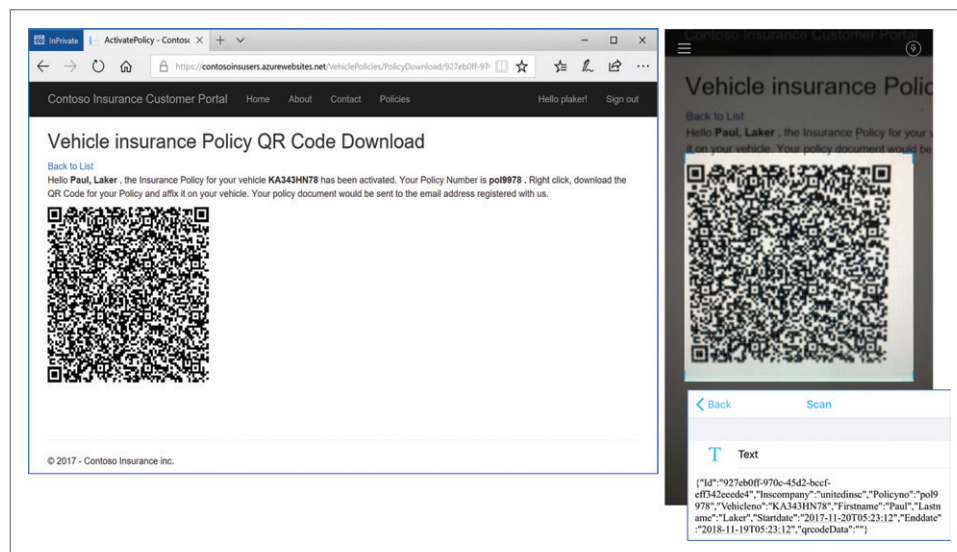 InPrivate
ActivatePolicy - Contoso
https://contosoinsusers.azurewebsites.net/VehiclePolicies/PolicyDownload/927eb0ff-97
Contoso Insurance Customer Portal Home About Contact Policies Hello plaker! Sign out
Vehicle insurance Policy QR Code Download
Back to List
Hello Paul, Laker , the Insurance Policy for your vehicle KA343HN78 has been activated. Your Policy Number is pol9978 . Right click, download the
QR Code for your Policy and affix it on your vehicle. Your policy document would be sent to the email address registered with us.
© 2017 - Contoso Insurance inc.
Contoso Insurance Customer Portal
Vehicle insurance Polic
Back to List
Hello Paul, Laker , the Insurance Policy for your v
it on your vehicle. Your policy document would be
Back Scan
T Text
{"Id":"927eb0ff-970c-45d2-bccf-
eff342eeede4","Inscompany":"unitedinsc","Policyno":"pol9
978","Vehicleno":"KA343HN78","Firstname":"Paul","Lastn
ame":"Laker","Startdate":"2017-11-20T05:23:12","Enddate"
:"2018-11-19T05:23:12","qrcodeData":""}